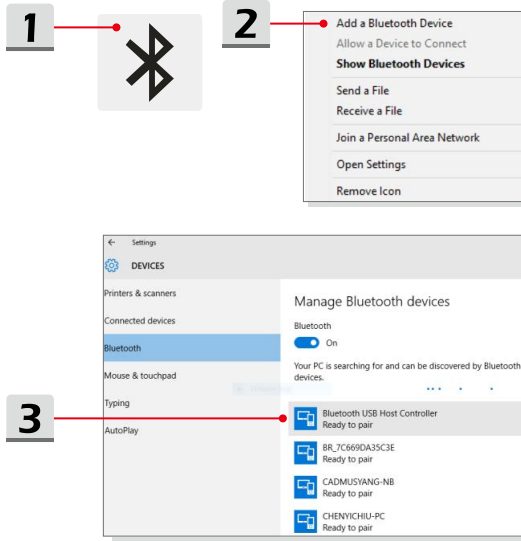 1
2
Add a Bluetooth Device
Allow a Device to Connect
Show Bluetooth Devices
Send a File
Receive a File
Join a Personal Area Network
Open Settings
Remove Icon
← Settings
DEVICES
Printers & scanners
Connected devices
Bluetooth
Mouse & touchpad
Typing
AutoPlay
Manage Bluetooth devices
Bluetooth
On
Your PC is searching for and can be discovered by Bluetooth
devices.
3
Bluetooth USB Host Controller
Ready to pair
BR_7C669DA35C3E
Ready to pair
CADMUSYANG-NB
Ready to pair
CHENYICHIU-PC
Ready to pair